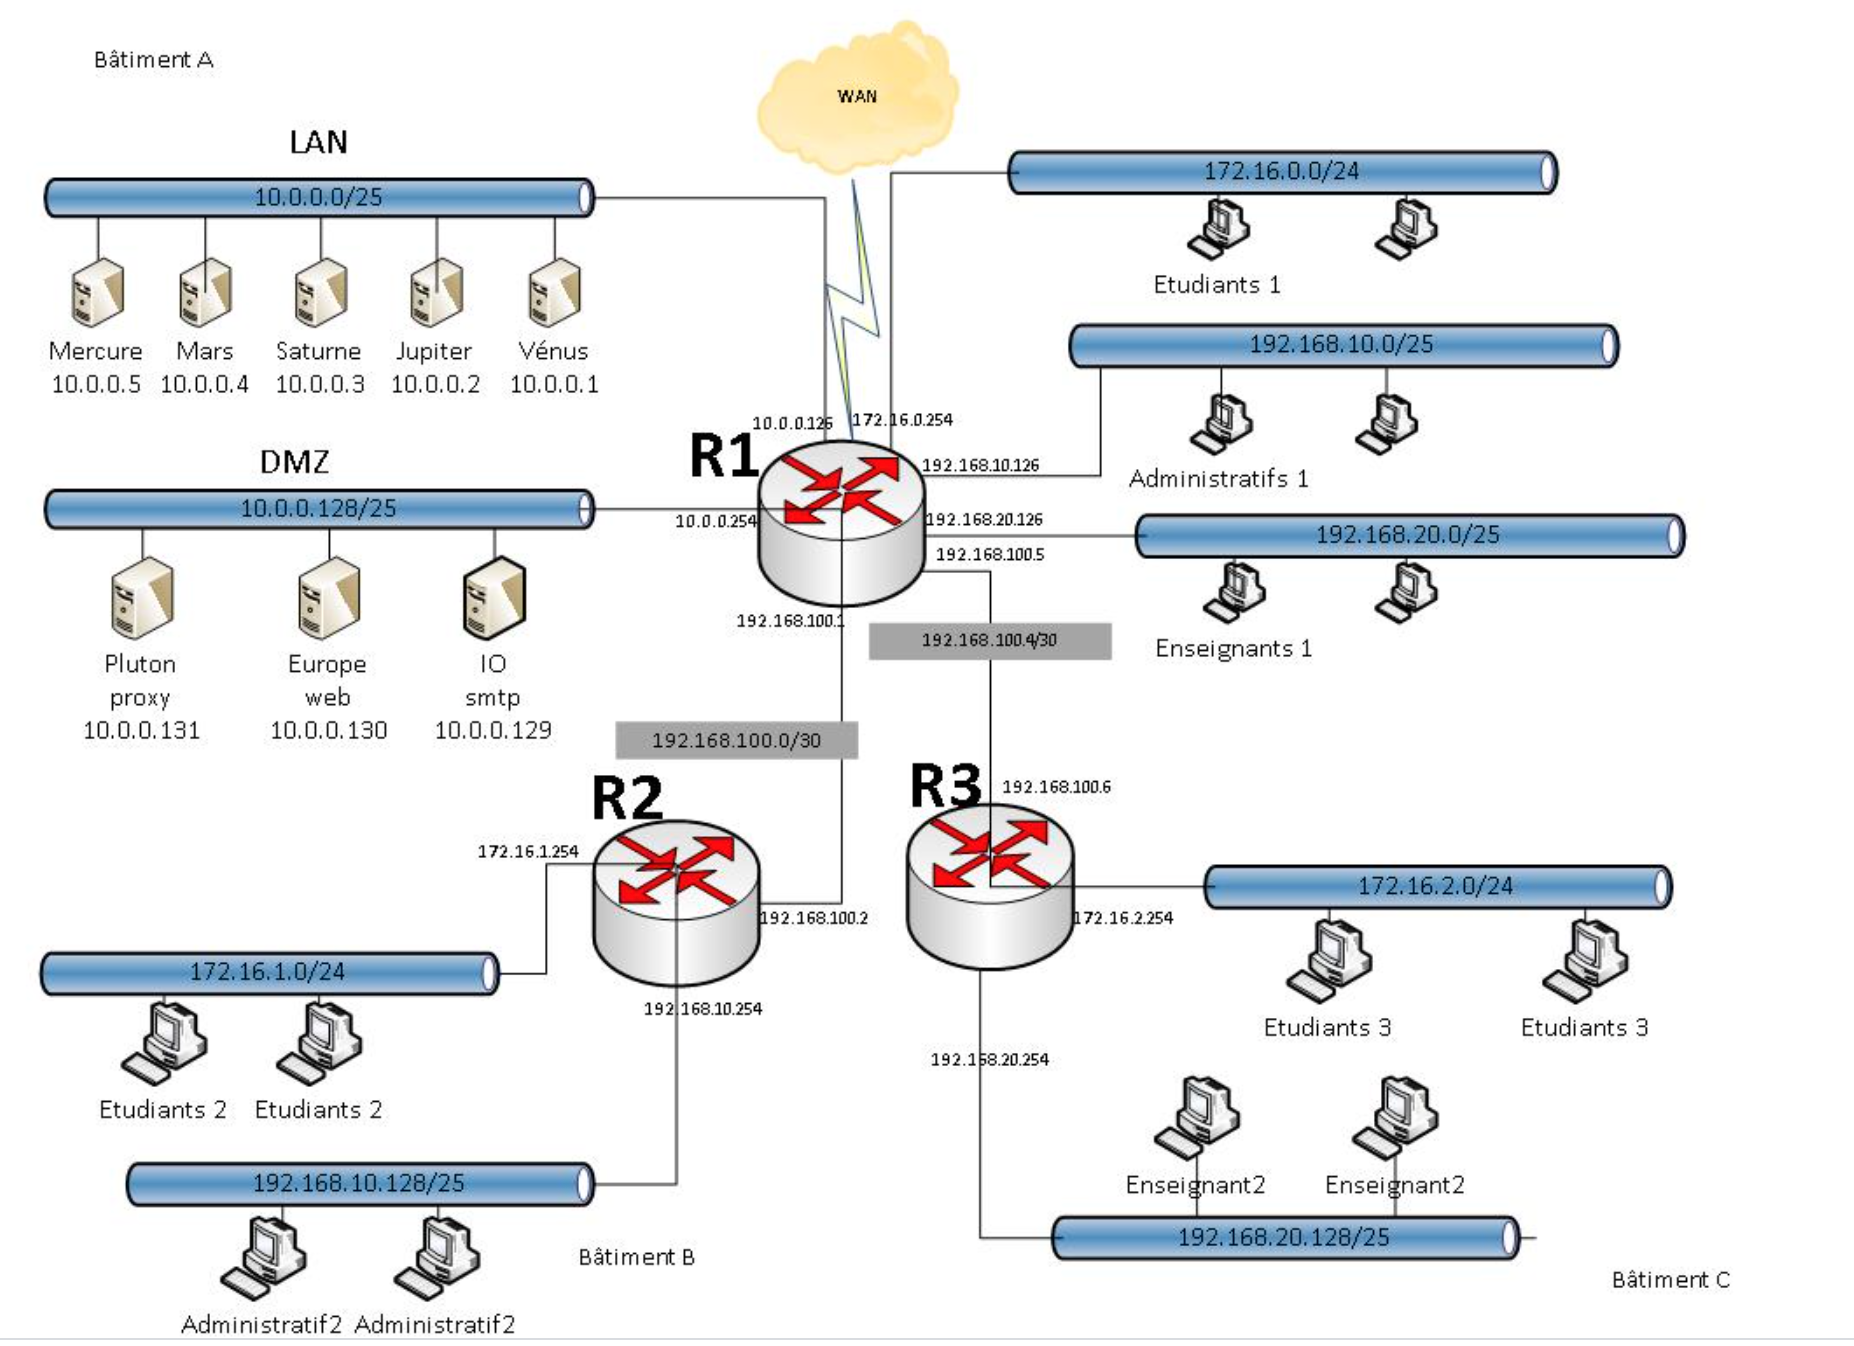 Bâtiment A
WAN
LAN
10.0.0.0/25
Mercure
10.0.0.5
Mars
10.0.0.4
Saturne
10.0.0.3
Jupiter
10.0.0.2
Vénus
10.0.0.1
172.16.0.0/24
Etudiants 1
192.168.10.0/25
Administratifs 1
10.0.0.126
172.16.0.254
R1
192.168.10.126
DMZ
10.0.0.128/25
10.0.0.254
192.168.20.126
192.168.100.5
192.168.20.0/25
Enseignants 1
Pluton
proxy
10.0.0.131
Europe
web
10.0.0.130
IO
smtp
10.0.0.129
192.168.100.1
192.168.100.4/30
192.168.100.0/30
R2
R3
192.168.100.6
172.16.1.254
192.168.100.2
172.16.2.254
172.16.2.0/24
Etudiants 3
Etudiants 3
172.16.1.0/24
Etudiants 2
Etudiants 2
192.168.10.254
192.168.20.254
192.168.10.128/25
Administratif2
Administratif2
Bâtiment B
Enseignant2
Enseignant2
192.168.20.128/25
Bâtiment C